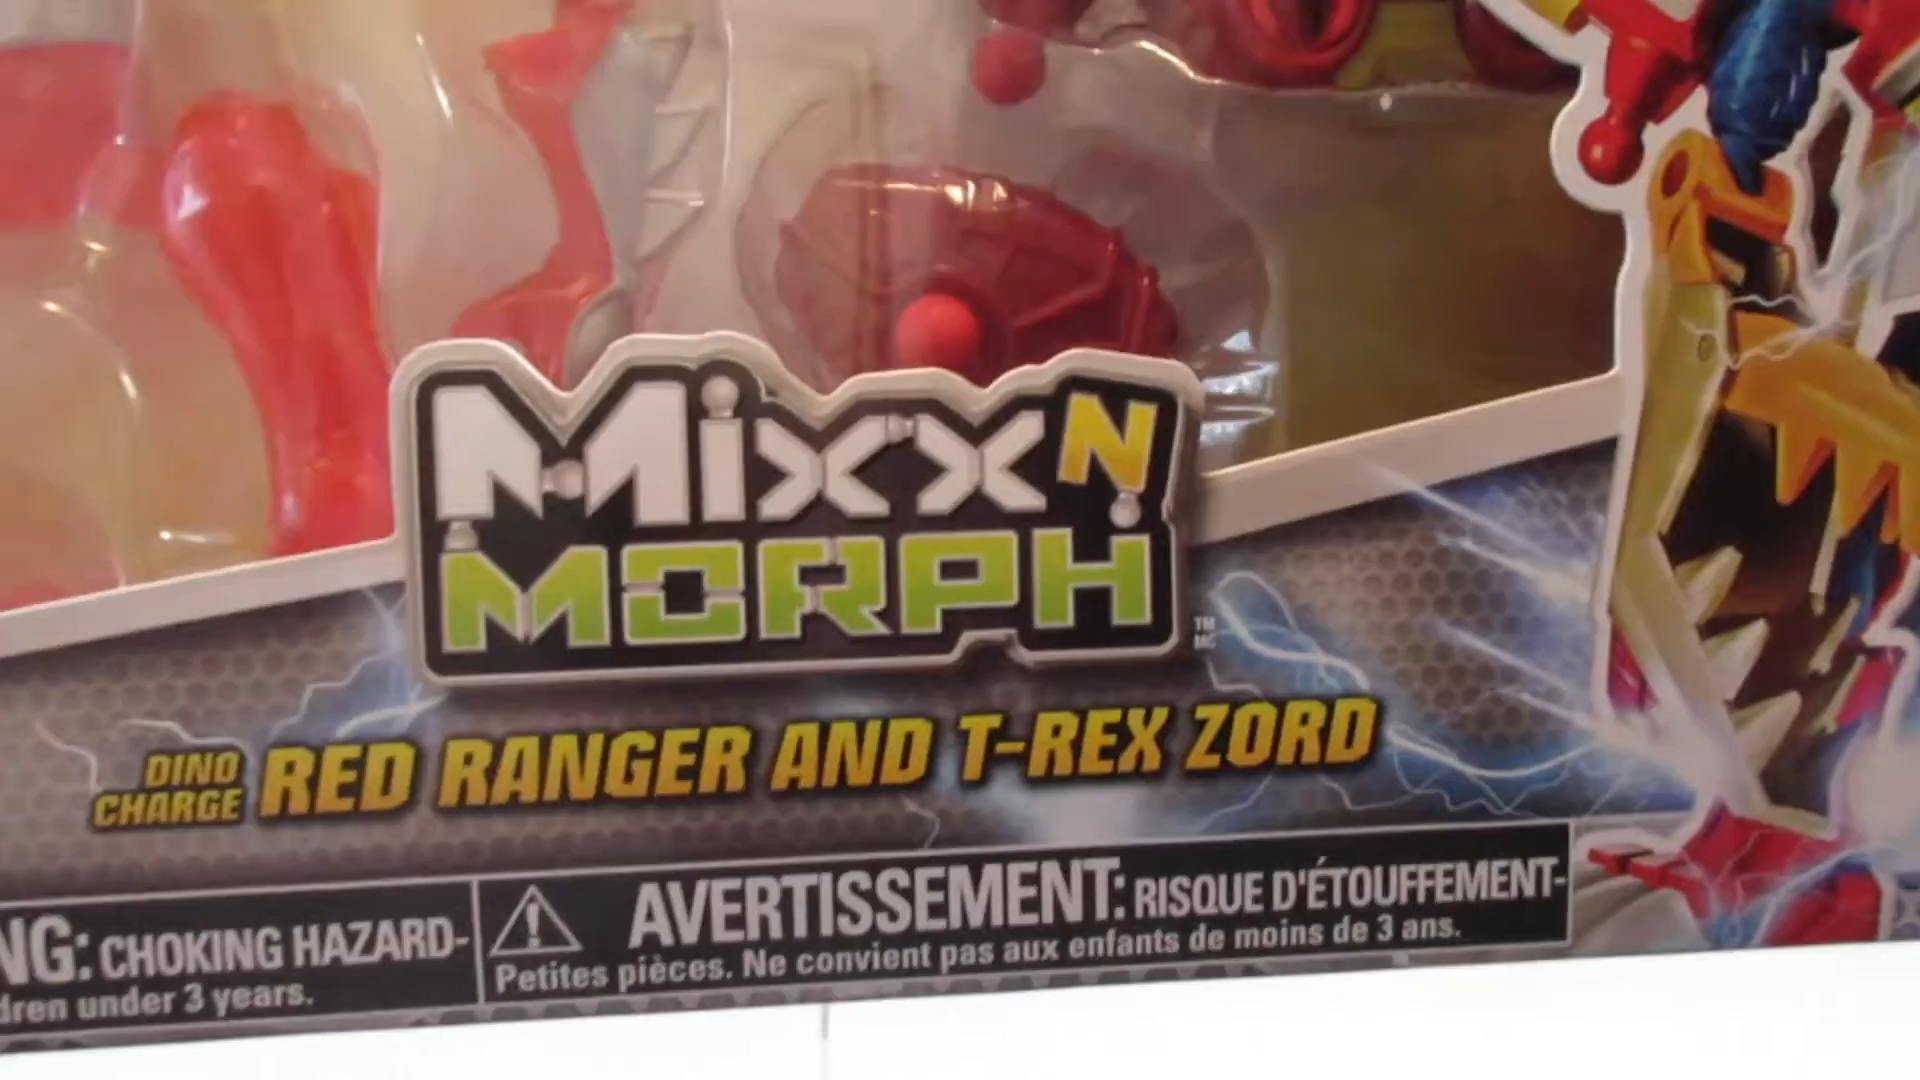 MixxN
MORPH
TM
MC
DINO
CHARGE
RED RANGER AND T-REX ZORD
NG: CHOKING HAZARD-
dren under 3 years.
AVERTISSEMENT: RISQUE D'ÉTOUFFEMENT-
Petites pièces. Ne convient pas aux enfants de moins de 3 ans.